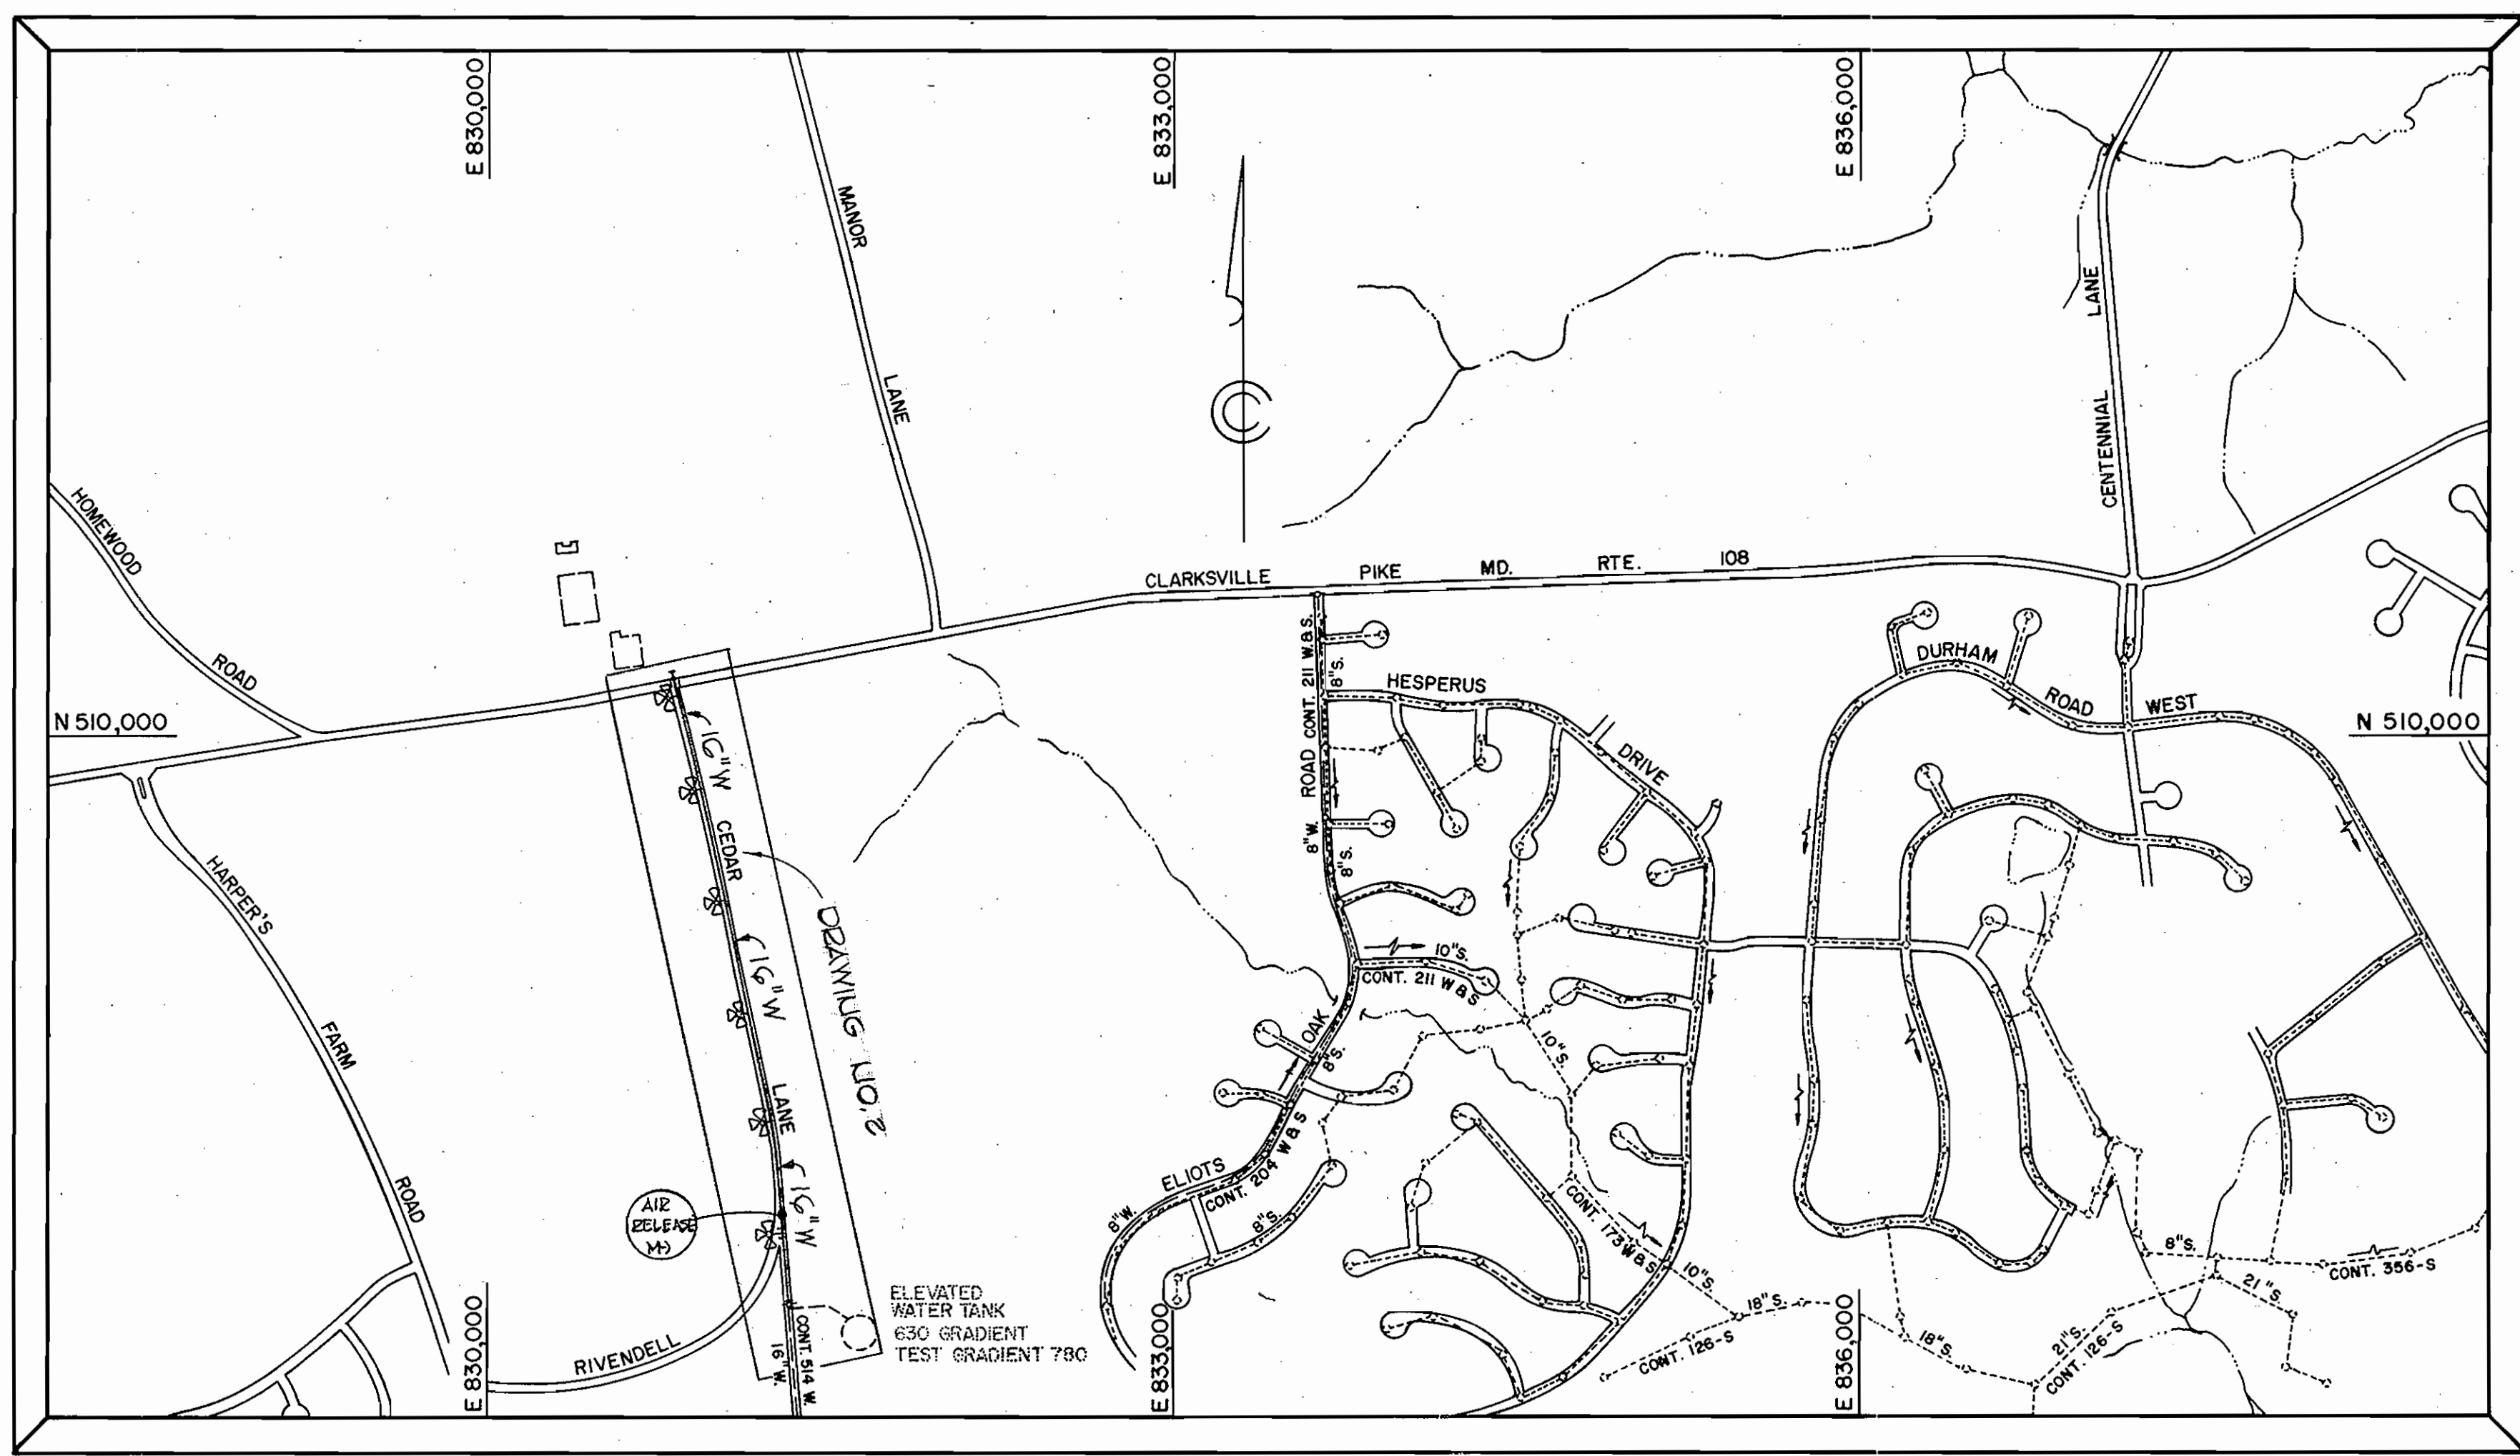 E 830,000
E 833,000
E 836,000
MANOR
LANE
CENTENNIAL LANE
HOMEWOOD
ROAD
CLARKSVILLE PIKE MD. RTE. 108
N 510,000
N 510,000
HARPER'S
FARM
ROAD
16"W
CEDAR
16"W
LANE
16"W
DRAWING NO. 2
AIR
RELEASE
MH
RIVENDELL
CONT. 514 W.
16"W.
ELEVATED
WATER TANK
630 GRADIENT
TEST GRADIENT 780
ROAD CONT. 211 W.&S.
8"S.
8"W.
8"S.
HESPERUS
DRIVE
10"S.
CONT. 211 W&S
OAK
8"S.
ELIOTS
CONT. 204 W&S
8"W.
8"S.
10"S.
CONT. 173W&S
10"S.
18"S.
CONT. 126-S
18"S.
21"S.
CONT. 126-S
21"S.
8"S.
CONT. 356-S
DURHAM
ROAD
WEST
E 830,000
E 833,000
E 836,000